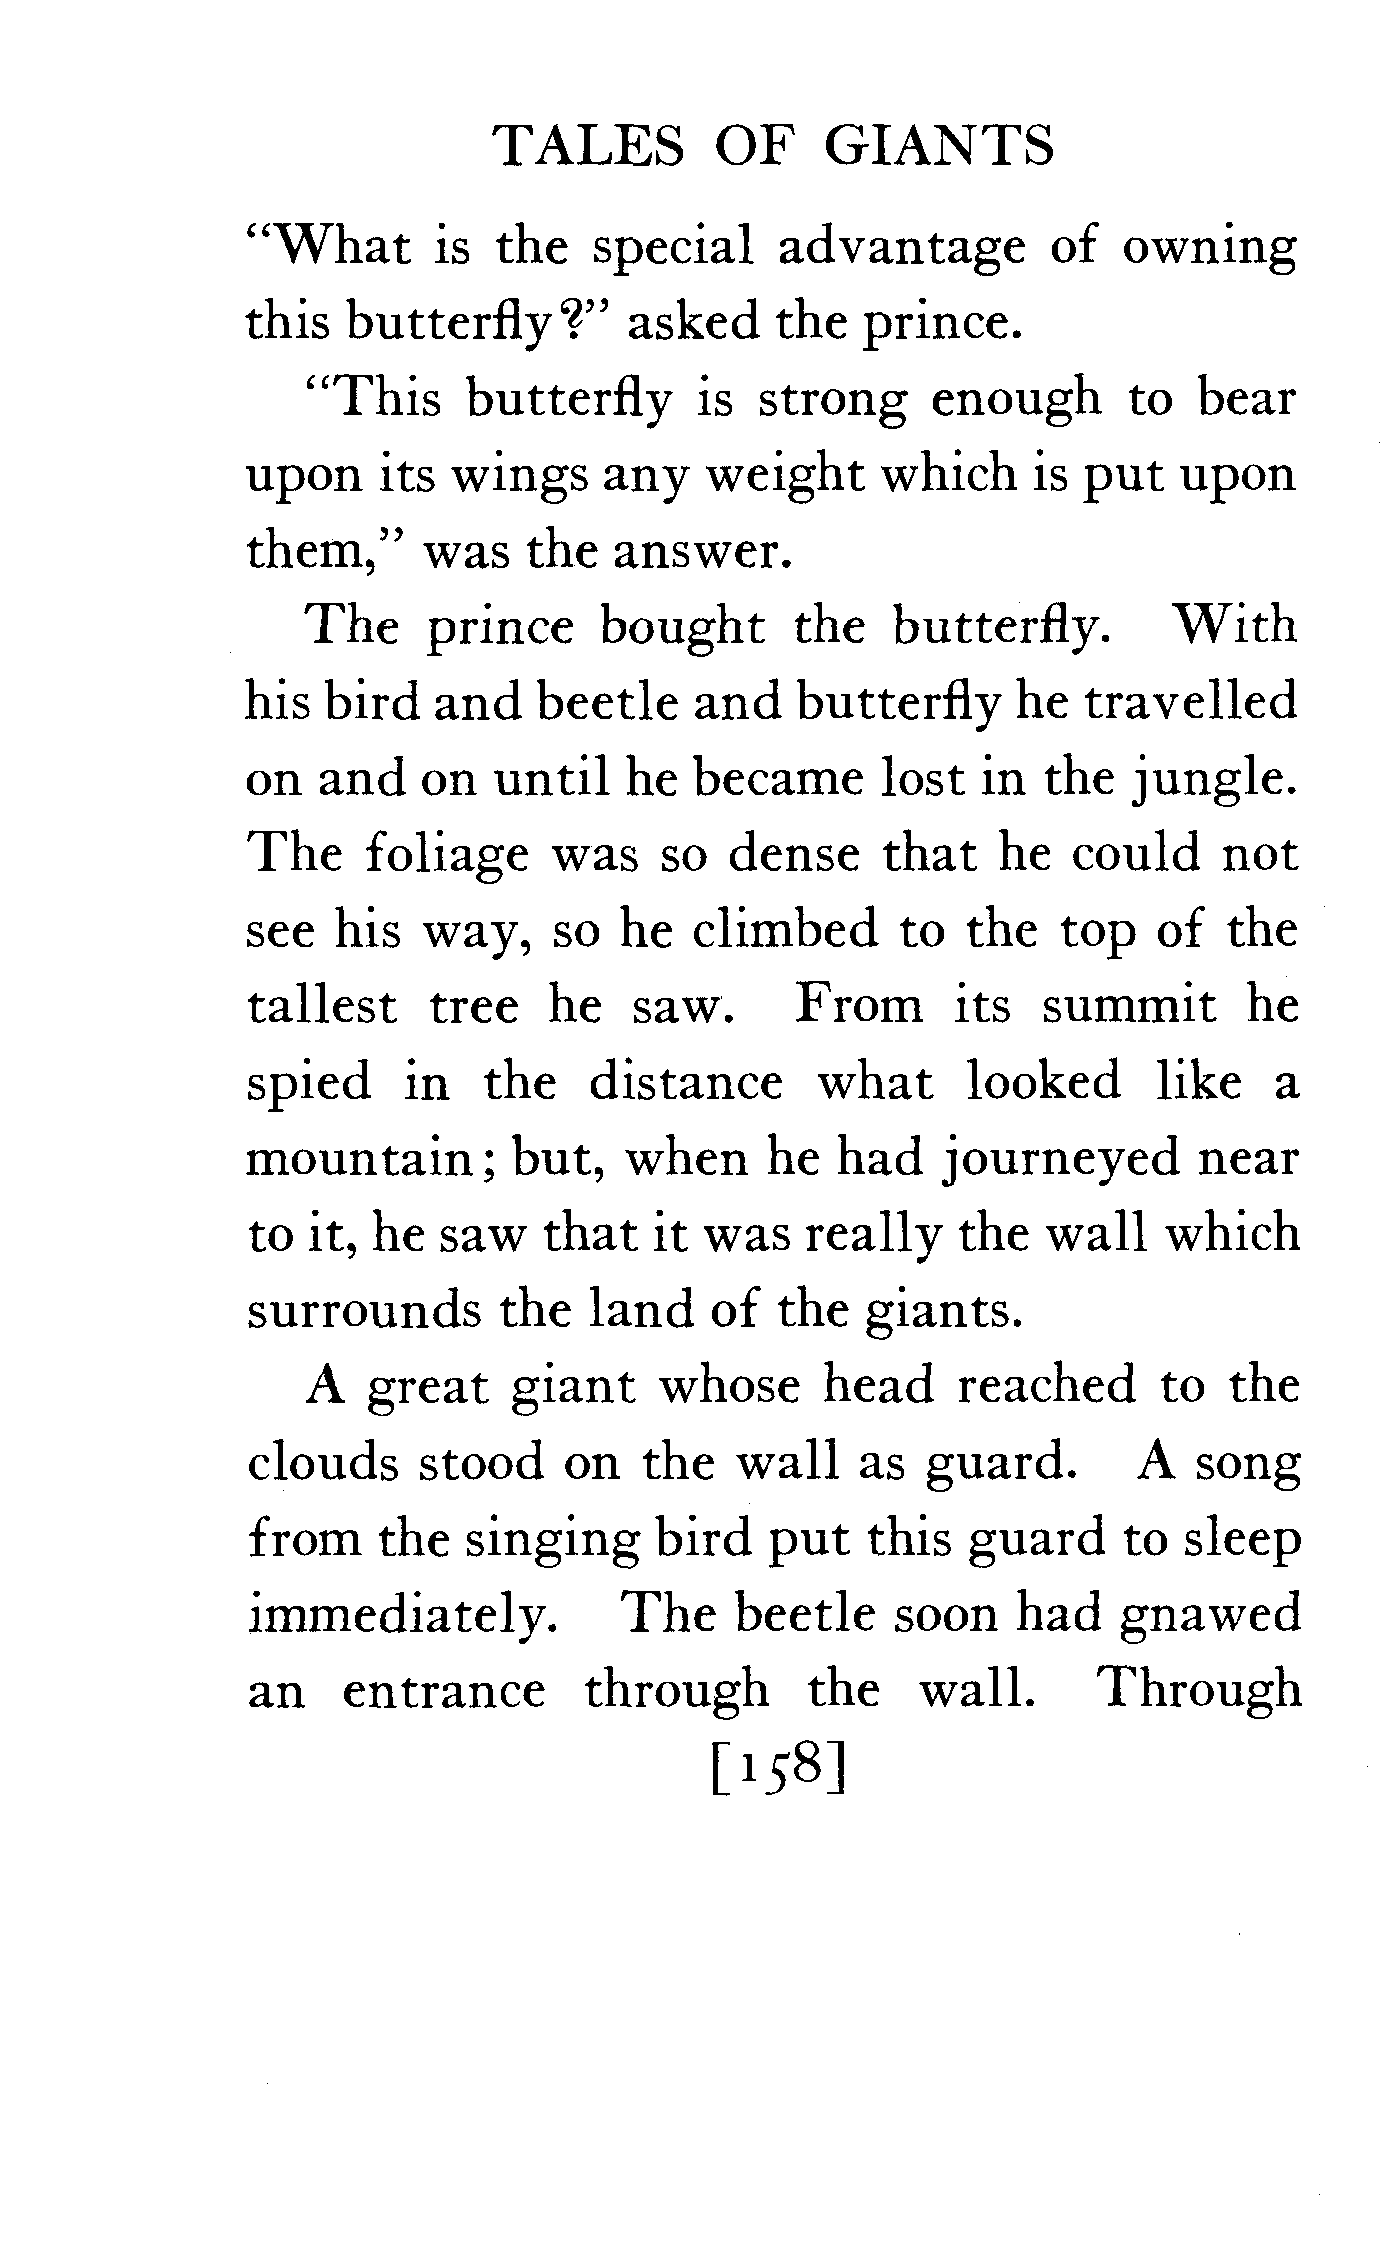 TALES OF GIANTS
"What is the special advantage of owning
this butterfly?" asked the prince.
"This butterfly is strong enough to bear
upon its wings any weight which is put upon
them," was the answer.
The prince bought the butterfly. With
his bird and beetle and butterfly he travelled
on and on until he became lost in the jungle.
The foliage was so dense that he could not
see his way, so he climbed to the top of the
tallest tree he saw. From its summit he
spied in the distance what looked like a
mountain; but, when he had journeyed near
to it, he saw that it was really the wall which
surrounds the land of the giants.
A great giant whose head reached to the
clouds stood on the wall as guard. A song
from the singing bird put this guard to sleep
immediately. The beetle soon had gnawed
an entrance through the wall. Through
[158]